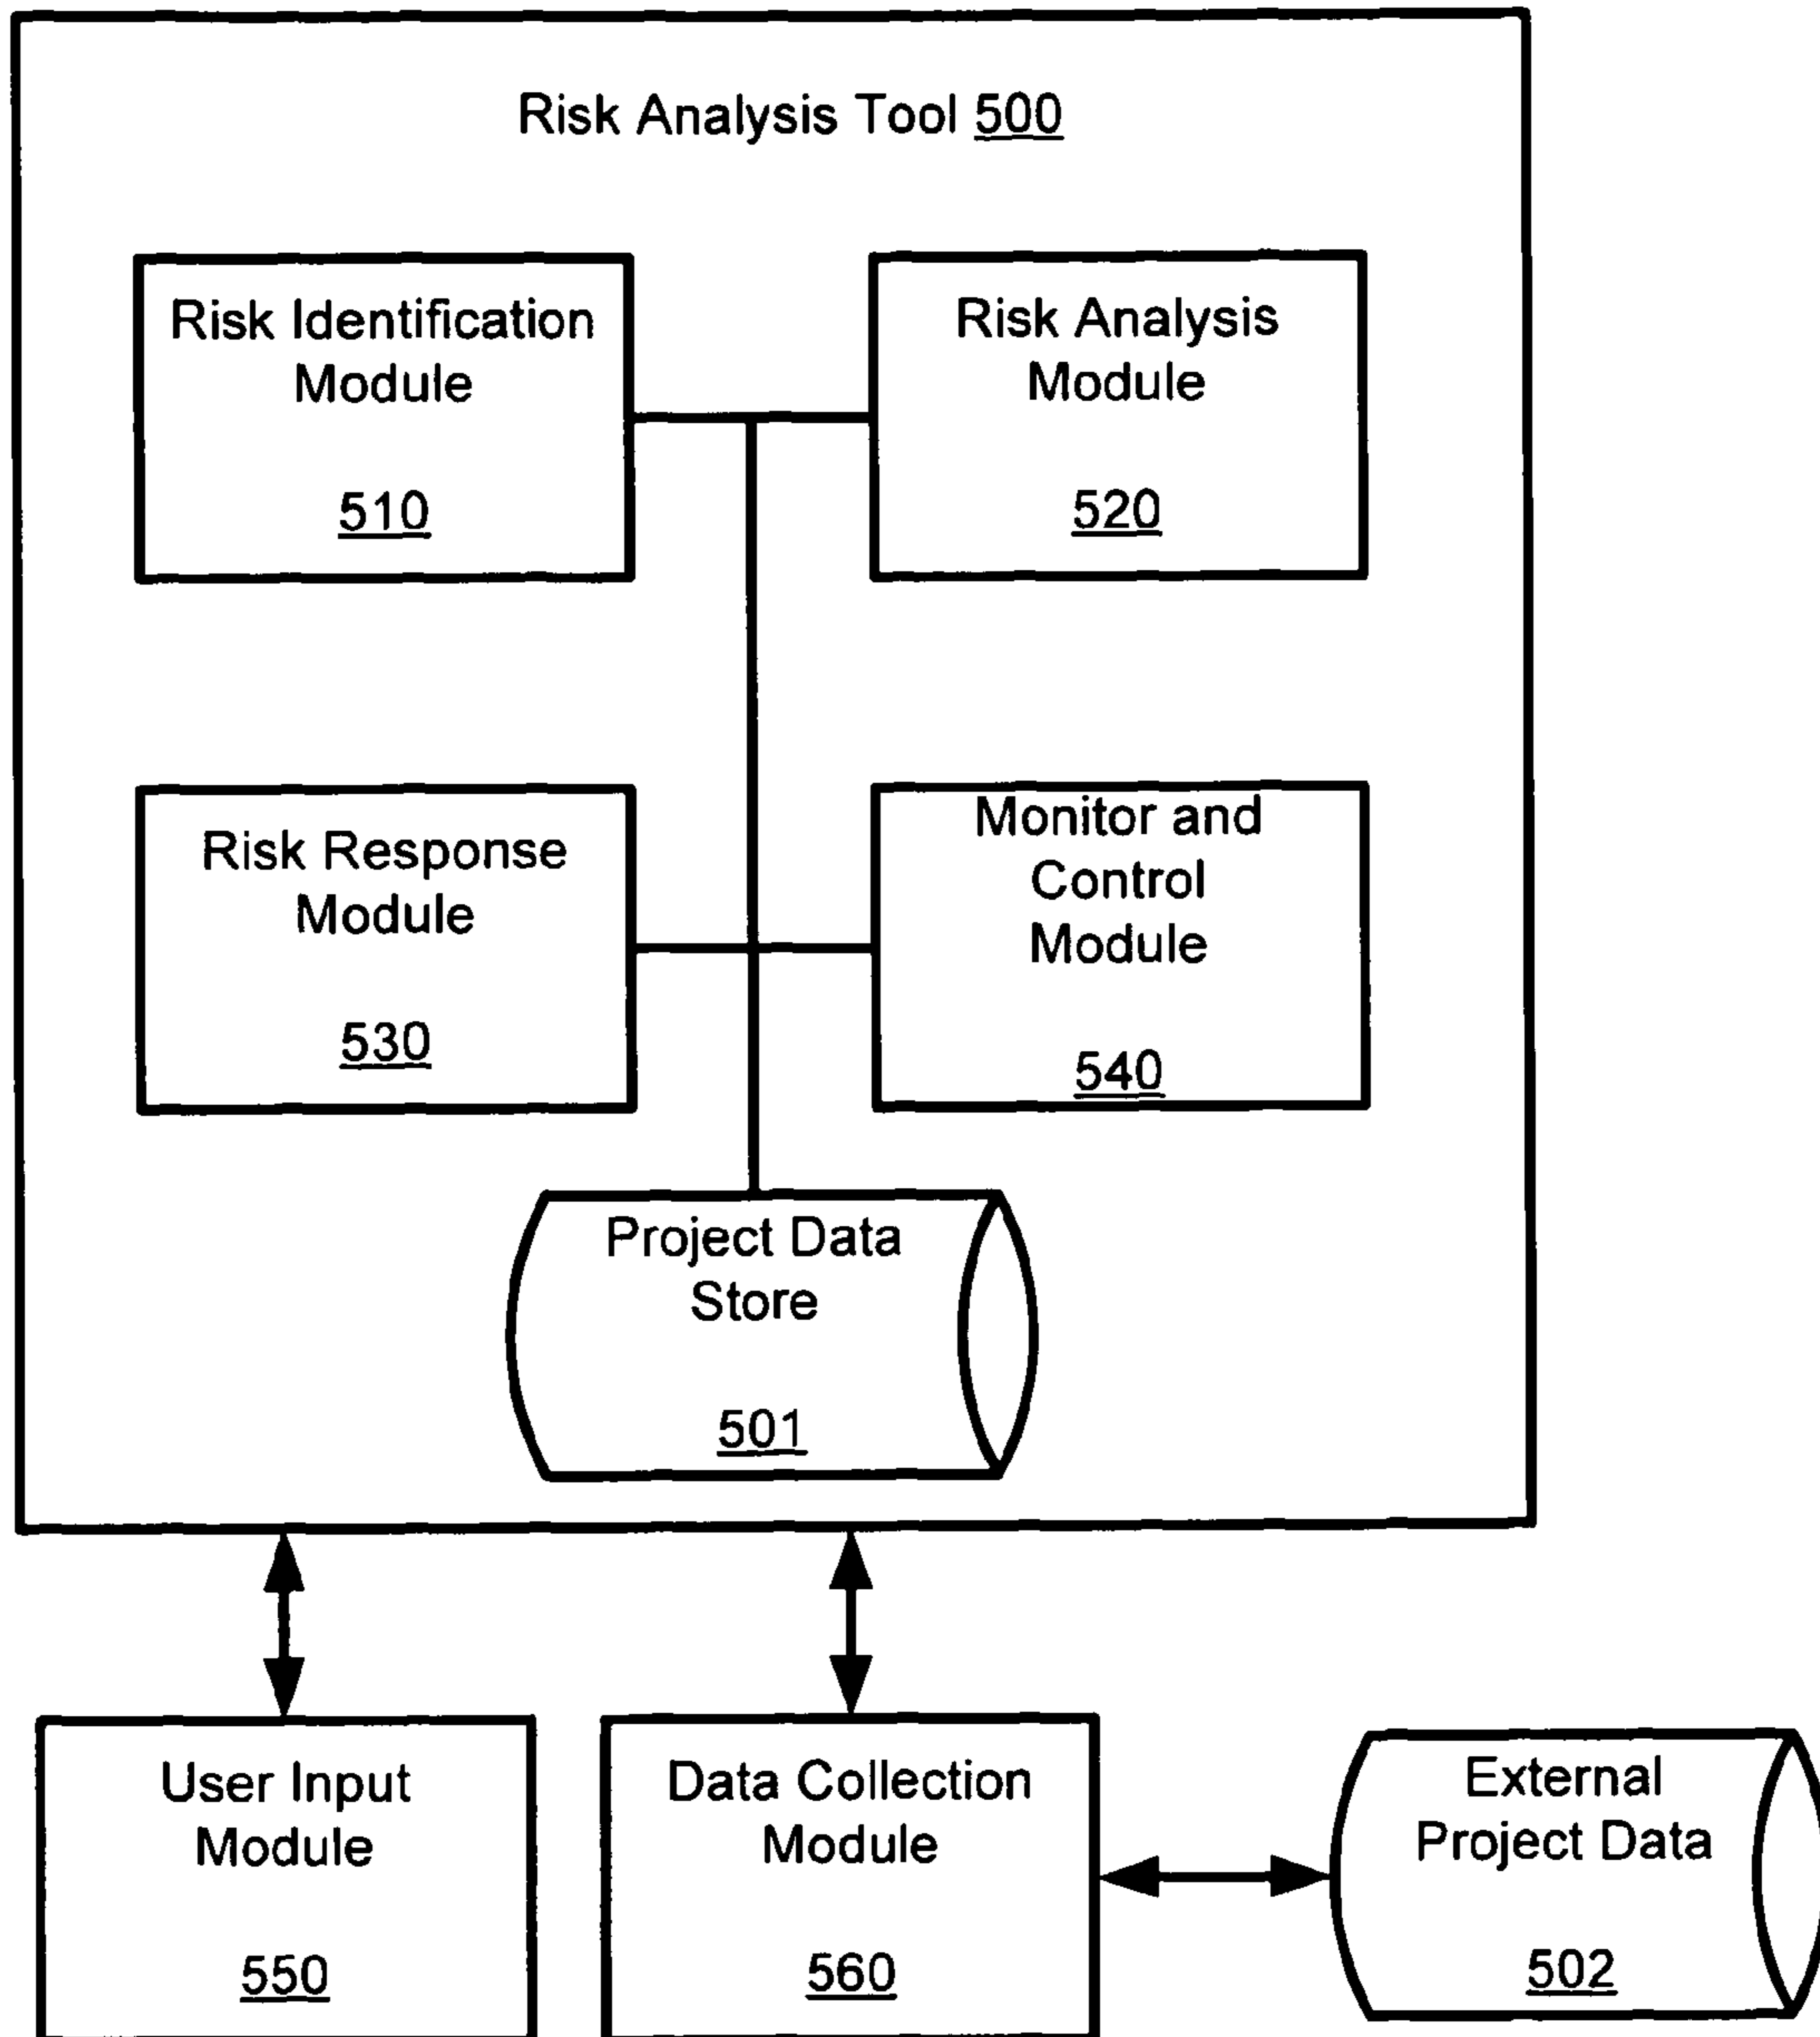 Risk Analysis Tool 500
Risk Identification
Module
510
Risk Analysis
Module
520
Risk Response
Module
530
Monitor and
Control
Module
540
Project Data
Store
501
User Input
Module
550
Data Collection
Module
560
External
Project Data
502